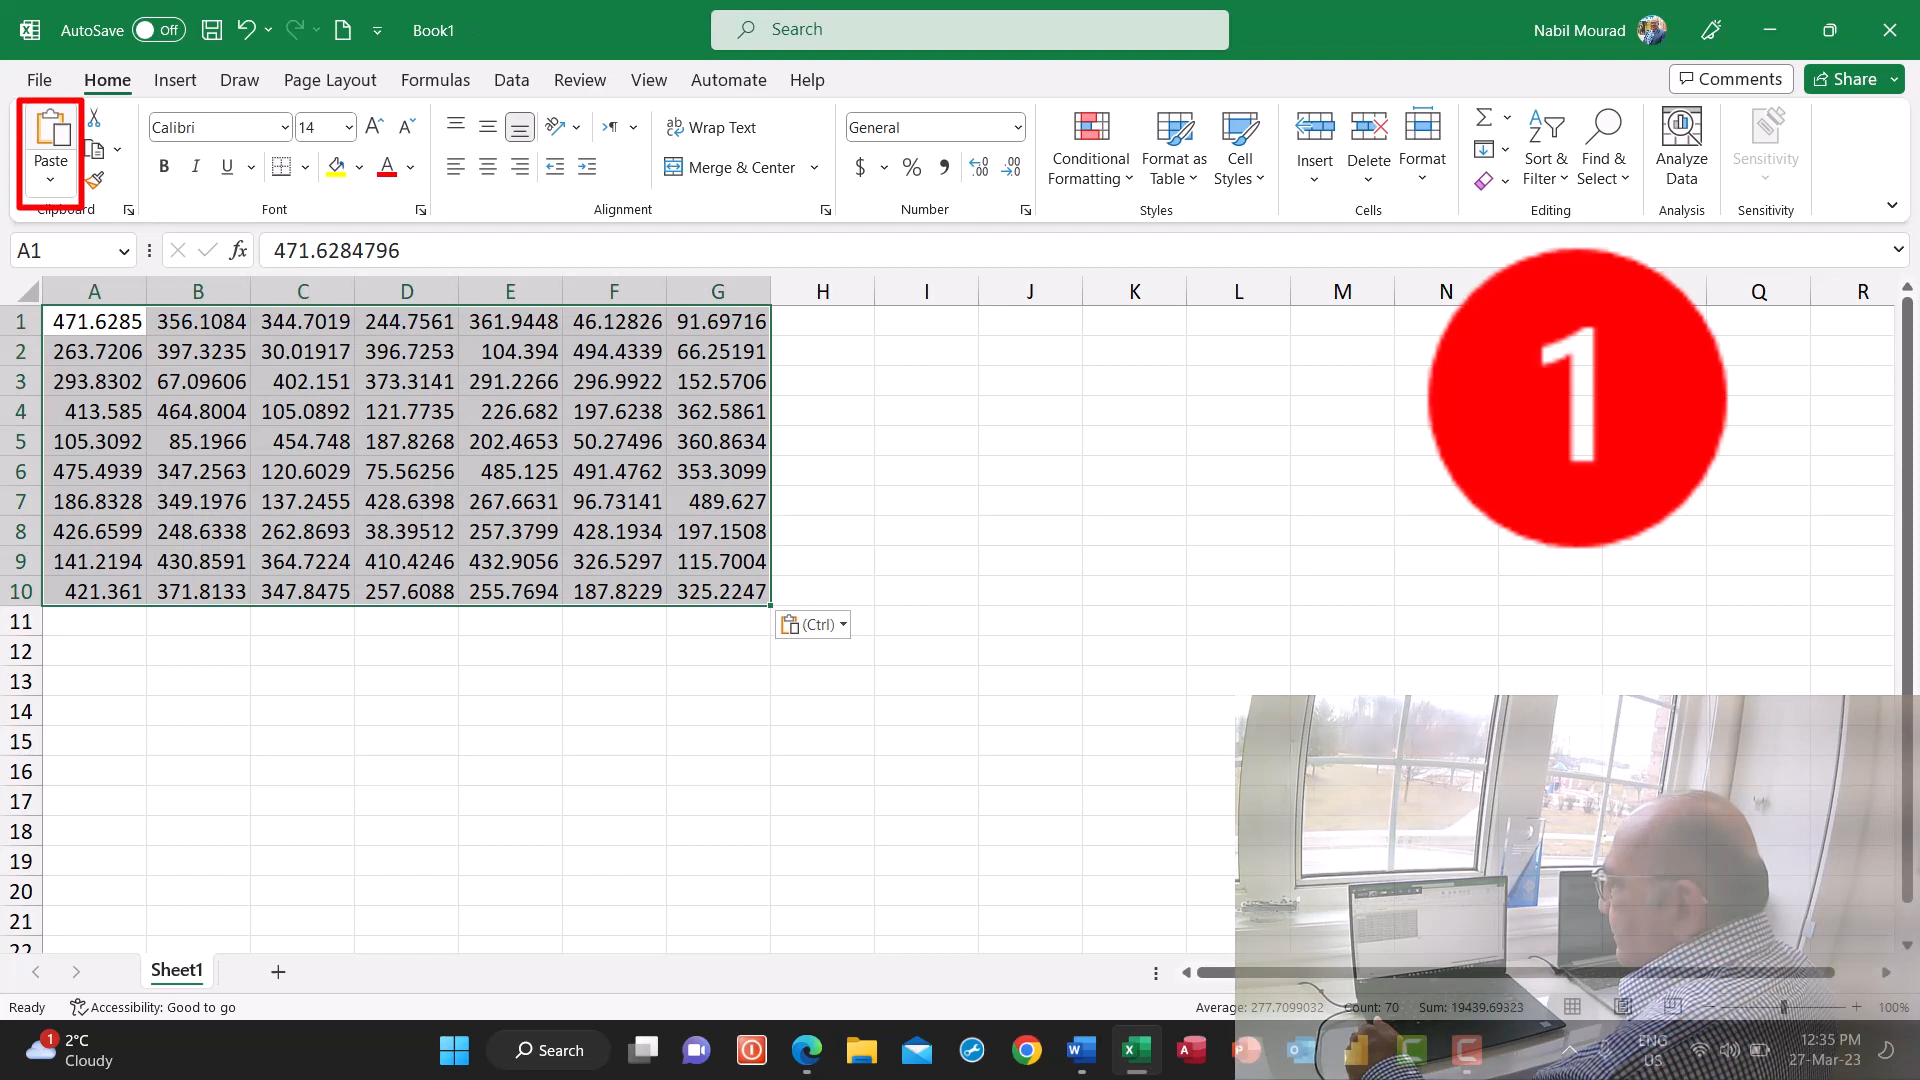 AutoSave Off Book1 Search Nabil Mourad
File Home Insert Draw Page Layout Formulas Data Review View Automate Help Comments Share
Paste
Clipboard
Calibri 14
B I U A
Font
Wrap Text
Merge & Center
Alignment
General
$ % 
Number
Conditional Formatting
Format as Table
Cell Styles
Styles
Insert
Delete
Format
Cells
Sort & Filter
Find & Select
Editing
Analyze Data
Analysis
Sensitivity
Sensitivity
A1 fx 471.6284796
A B C D E F G H I J K L M N Q R
1 471.6285 356.1084 344.7019 244.7561 361.9448 46.12826 91.69716
2 263.7206 397.3235 30.01917 396.7253 104.394 494.4339 66.25191
3 293.8302 67.09606 402.151 373.3141 291.2266 296.9922 152.5706
4 413.585 464.8004 105.0892 121.7735 226.682 197.6238 362.5861
5 105.3092 85.1966 454.748 187.8268 202.4653 50.27496 360.8634
6 475.4939 347.2563 120.6029 75.56256 485.125 491.4762 353.3099
7 186.8328 349.1976 137.2455 428.6398 267.6631 96.73141 489.627
8 426.6599 248.6338 262.8693 38.39512 257.3799 428.1934 197.1508
9 141.2194 430.8591 364.7224 410.4246 432.9056 326.5297 115.7004
10 421.361 371.8133 347.8475 257.6088 255.7694 187.8229 325.2247
1
11 (Ctrl)
12
13
14
15
16
17
18
19
20
21
22
Sheet1
Ready Accessibility: Good to go Average: 277.7099032 Count: 70 Sum: 19439.69323 100%
1 2°C
Cloudy
Search
ENG
US
12:35 PM
27-Mar-23